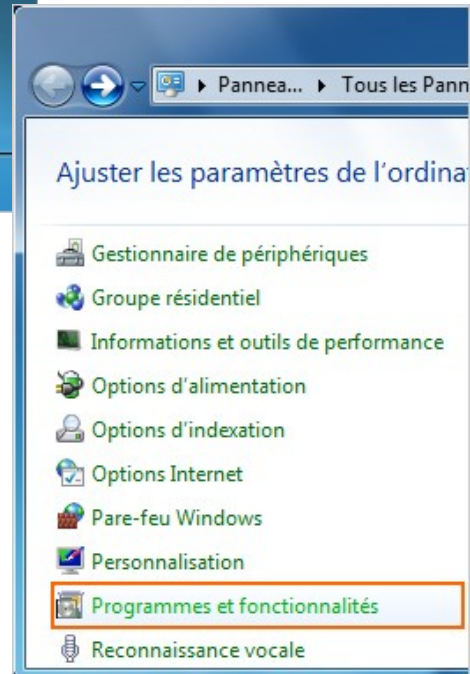 Pannea... Tous les Pann
Ajuster les paramètres de l'ordina
Gestionnaire de périphériques
Groupe résidentiel
Informations et outils de performance
Options d'alimentation
Options d'indexation
Options Internet
Pare-feu Windows
Personnalisation
Programmes et fonctionnalités
Reconnaissance vocale